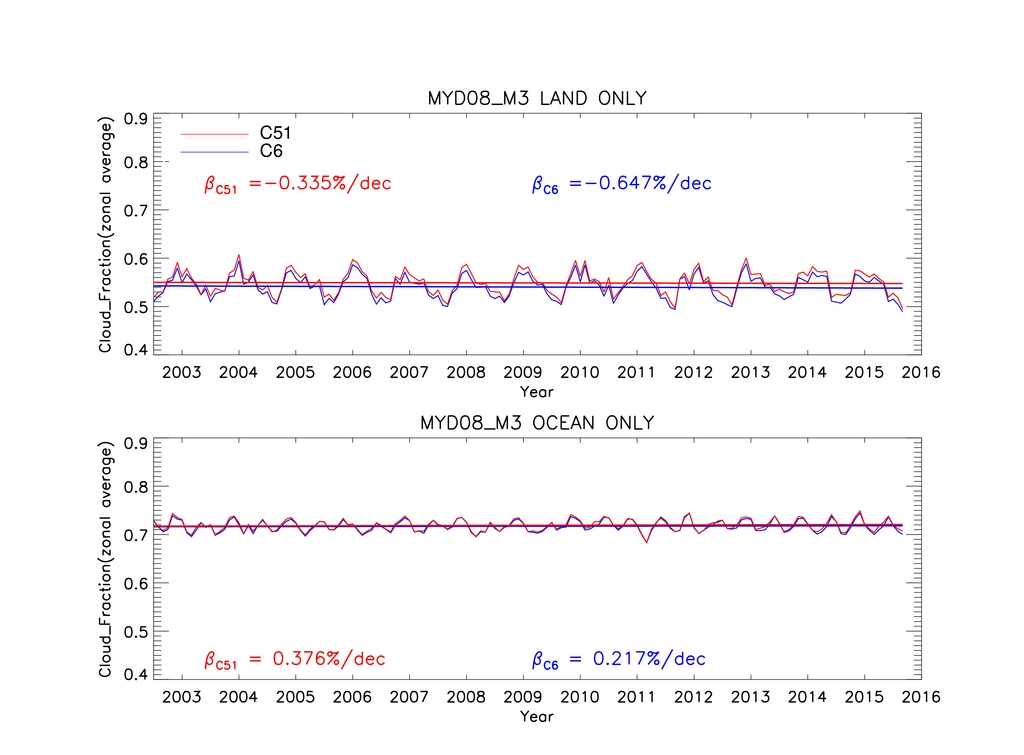 MYD08_M3 LAND ONLY
Cloud_Fraction(zonal average)
0.9
0.8
0.7
0.6
0.5
0.4
C51
C6
βC51 =−0.335%/dec
βC6 =−0.647%/dec
2003 2004 2005 2006 2007 2008 2009 2010 2011 2012 2013 2014 2015 2016
Year
MYD08_M3 OCEAN ONLY
Cloud_Fraction(zonal average)
0.9
0.8
0.7
0.6
0.5
0.4
βC51 = 0.376%/dec
βC6 = 0.217%/dec
2003 2004 2005 2006 2007 2008 2009 2010 2011 2012 2013 2014 2015 2016
Year